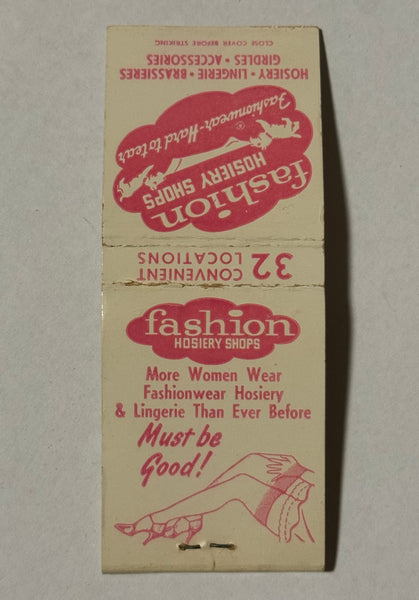 CLOSE COVER BEFORE STRIKING
HOSIERY • LINGERIE • BRASSIERES
GIRDLES • ACCESSORIES
Fashionwear-Hard to tear
®
fashion
HOSIERY SHOPS
32 CONVENIENT
LOCATIONS
fashion
HOSIERY SHOPS
More Women Wear
Fashionwear Hosiery
& Lingerie Than Ever Before
Must be
Good!